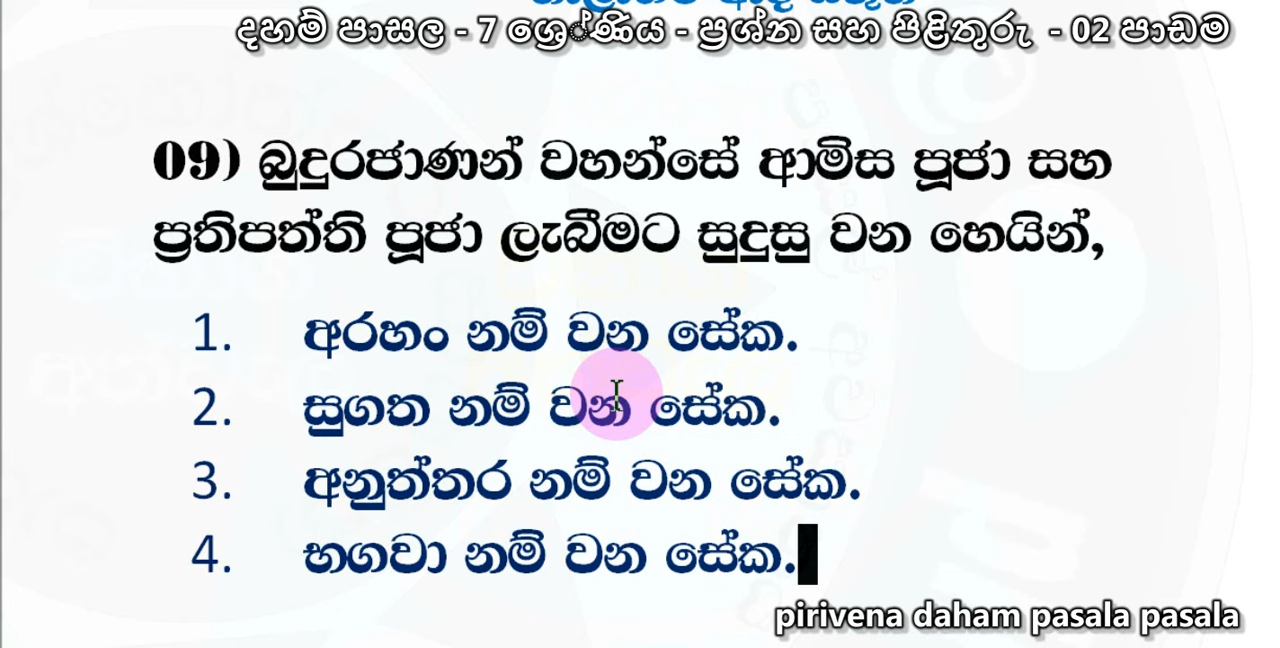 දහම් පාසල - 7 ශ්‍රේණිය - ප්‍රශ්න සහ පිළිතුරු - 02 පාඩම
09) බුදුරජාණන් වහන්සේ ආමිස පූජා සහ
ප්‍රතිපත්ති පූජා ලැබීමට සුදුසු වන හෙයින්,
1. අරහං නම් වන සේක.
2. සුගත නම් වන සේක.
3. අනුත්තර නම් වන සේක.
4. භගවා නම් වන සේක.
pirivena daham pasala pasala